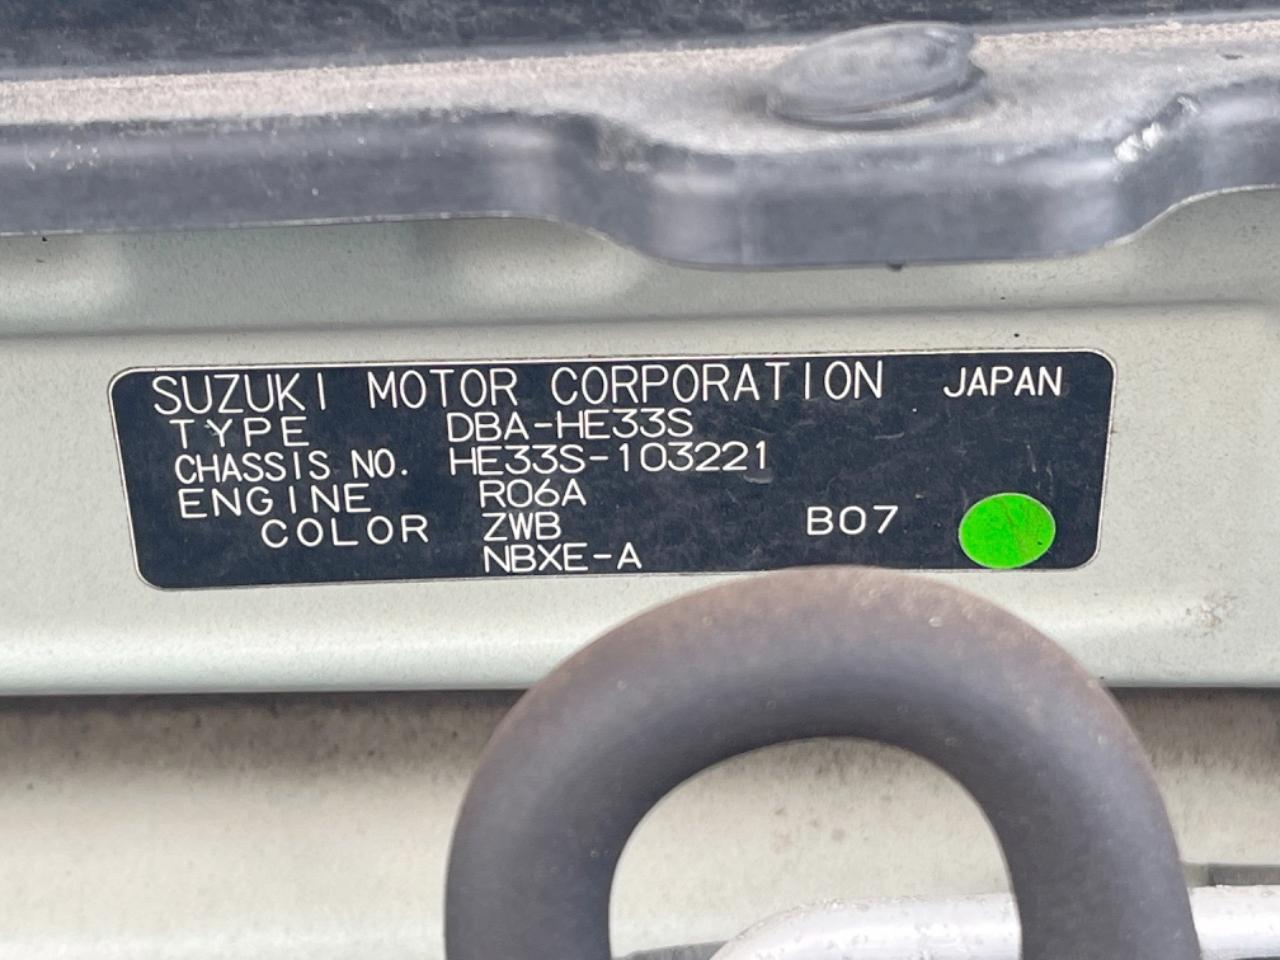 SUZUKI MOTOR CORPORATION JAPAN
TYPE DBA-HE33S
CHASSIS NO. HE33S-103221
ENGINE R06A
COLOR ZWB B07
NBXE-A